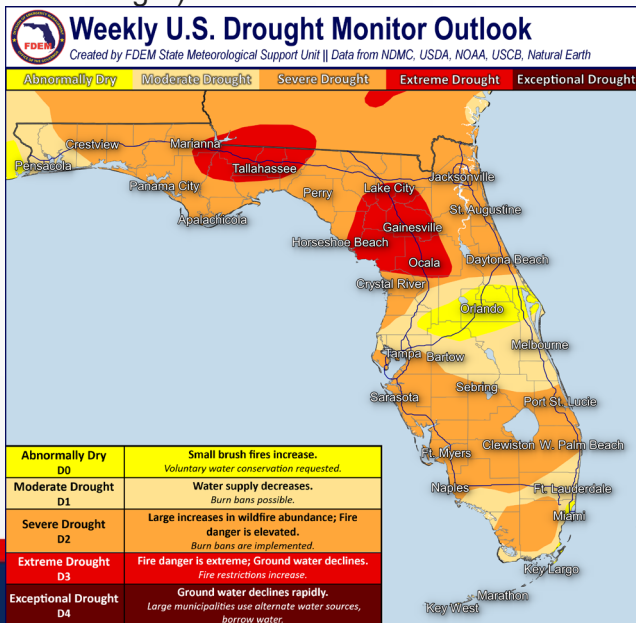 FDEM
Weekly U.S. Drought Monitor Outlook
Created by FDEM State Meteorological Support Unit || Data from NDMC, USDA, NOAA, USCB, Natural Earth
Abnormally Dry Moderate Drought Severe Drought Extreme Drought Exceptional Drought
Crestview
Marianna
Pensacola
Tallahassee
Panama City
Apalachicola
Perry
Lake City
Jacksonville
St. Augustine
Gainesville
Horseshoe Beach
Ocala
Daytona Beach
Crystal River
Orlando
Melbourne
Tampa
Bartow
Sebring
Sarasota
Port St. Lucie
Clewiston
W. Palm Beach
Ft. Myers
Naples
Ft. Lauderdale
Miami
Key Largo
Marathon
Key West
Abnormally Dry
D0
Small brush fires increase.
Voluntary water conservation requested.
Moderate Drought
D1
Water supply decreases.
Burn bans possible.
Severe Drought
D2
Large increases in wildfire abundance; Fire
danger is elevated.
Burn bans are implemented.
Extreme Drought
D3
Fire danger is extreme; Ground water declines.
Fire restrictions increase.
Exceptional Drought
D4
Ground water declines rapidly.
Large municipalities use alternate water sources,
borrow water.